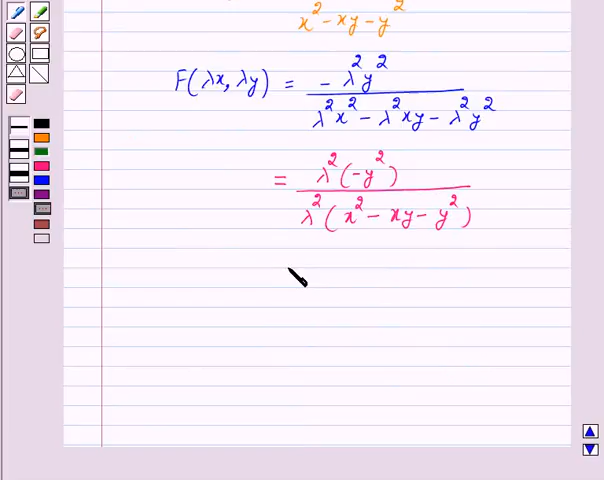 x² - xy - y²
F(λx, λy) = -λ²y² / λ²x² - λ²xy - λ²y²
= λ²(-y²) / λ²(x² - xy - y²)